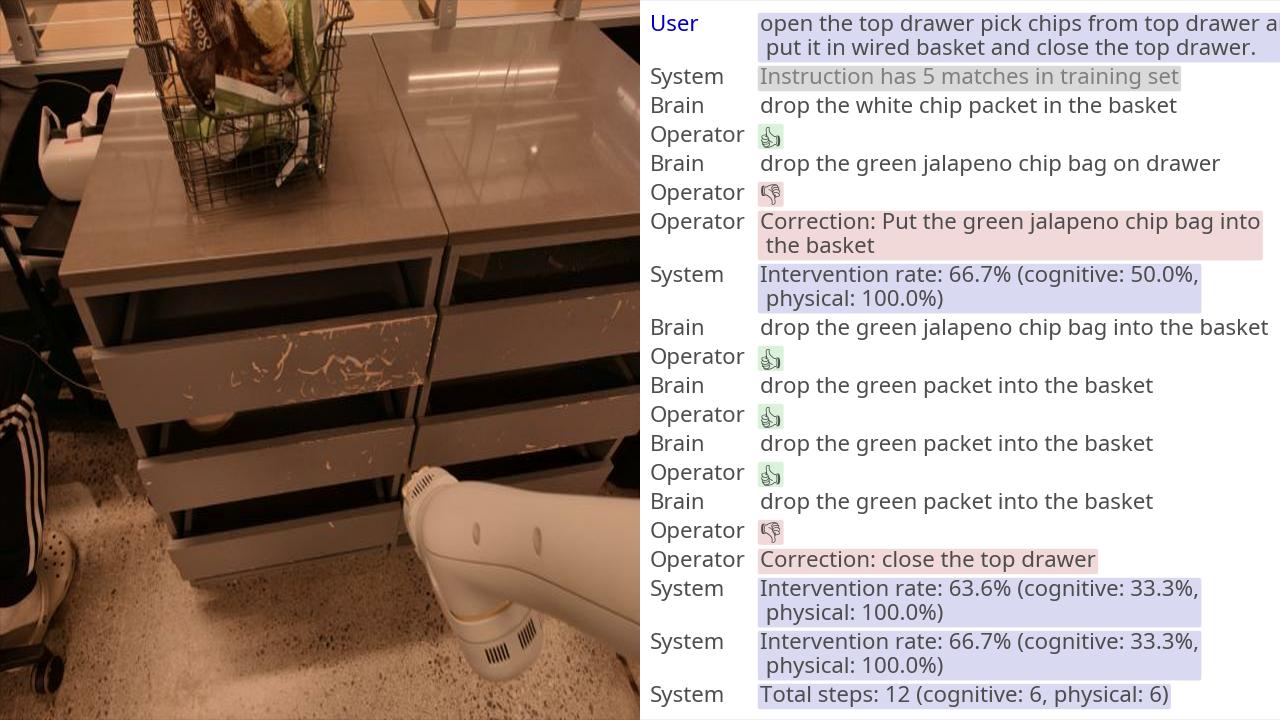 User open the top drawer pick chips from top drawer a
put it in wired basket and close the top drawer.
System Instruction has 5 matches in training set
Brain drop the white chip packet in the basket
Operator 👍
Brain drop the green jalapeno chip bag on drawer
Operator 👎
Operator Correction: Put the green jalapeno chip bag into
the basket
System Intervention rate: 66.7% (cognitive: 50.0%,
physical: 100.0%)
Brain drop the green jalapeno chip bag into the basket
Operator 👍
Brain drop the green packet into the basket
Operator 👍
Brain drop the green packet into the basket
Operator 👍
Brain drop the green packet into the basket
Operator 👎
Operator Correction: close the top drawer
System Intervention rate: 63.6% (cognitive: 33.3%,
physical: 100.0%)
System Intervention rate: 66.7% (cognitive: 33.3%,
physical: 100.0%)
System Total steps: 12 (cognitive: 6, physical: 6)